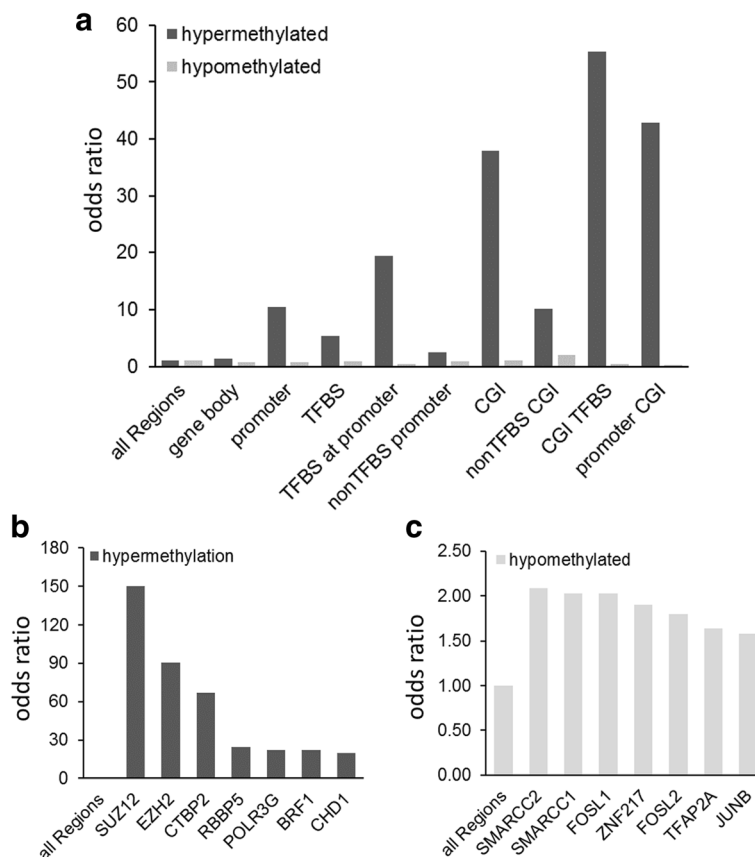 a
60
50
40
30
20
10
0
odds ratio
hypermethylated
hypomethylated
all Regions
gene body
promoter
TFBS
TFBS at promoter
nonTFBS promoter
CGI
nonTFBS CGI
CGI TFBS
promoter CGI
b
180
150
120
90
60
30
0
odds ratio
hypermethylation
all Regions
SUZ12
EZH2
CTBP2
RBBP5
POLR3G
BRF1
CHD1
c
2.50
2.00
1.50
1.00
0.50
0.00
odds ratio
hypomethylated
all Regions
SMARCC2
SMARCC1
FOSL1
ZNF217
FOSL2
TFAP2A
JUNB